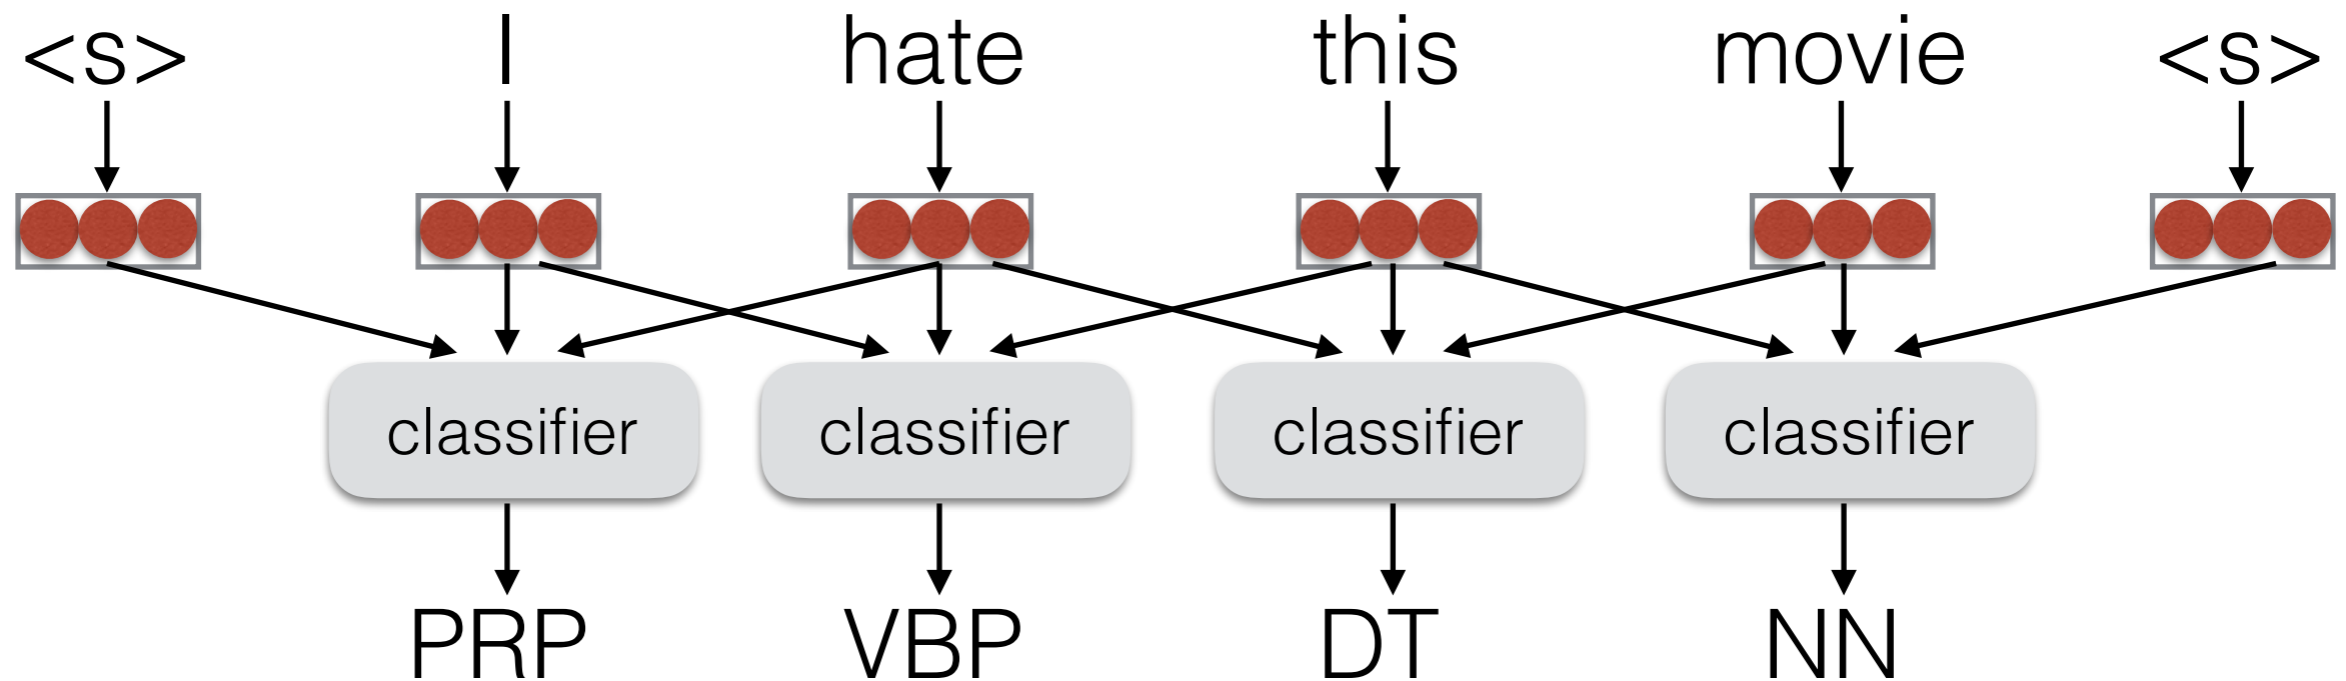 <s> I hate this movie <s>
classifier classifier classifier classifier
PRP VBP DT NN